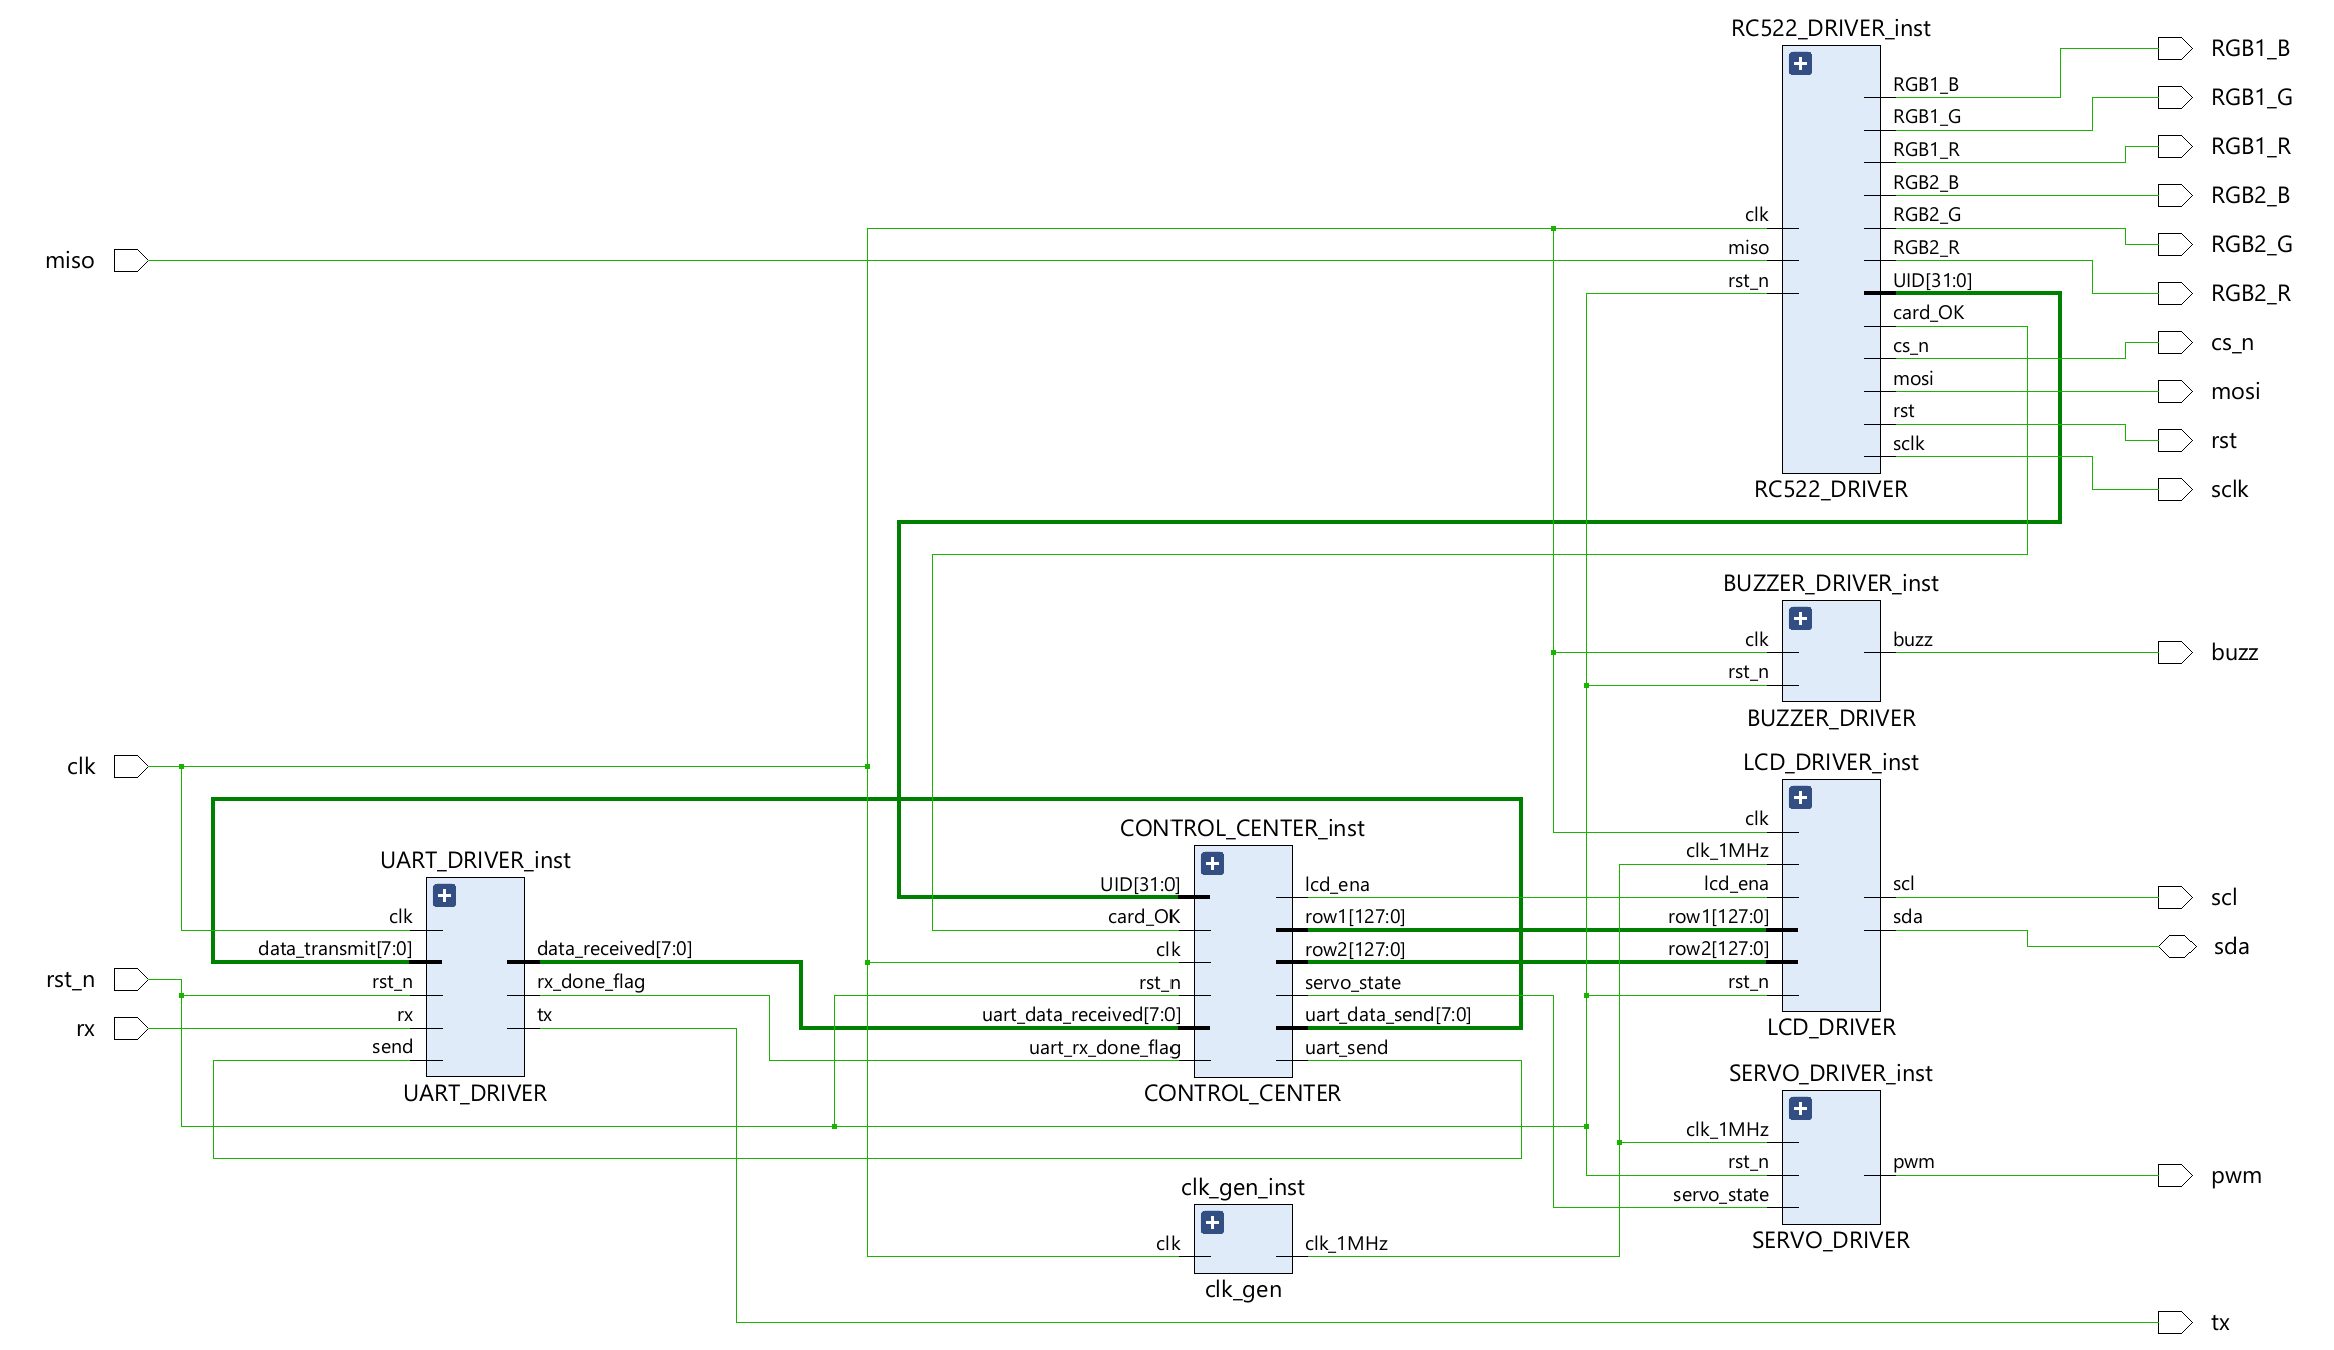 RC522_DRIVER_inst
RGB1_B
RGB1_G
RGB1_R
RGB2_B
RGB2_G
RGB2_R
UID[31:0]
card_OK
cs_n
mosi
rst
sclk
clk
miso
rst_n
RC522_DRIVER
RGB1_B
RGB1_G
RGB1_R
RGB2_B
RGB2_G
RGB2_R
cs_n
mosi
rst
sclk
miso
BUZZER_DRIVER_inst
clk
rst_n
buzz
BUZZER_DRIVER
buzz
clk
rst_n
rx
UART_DRIVER_inst
clk
data_transmit[7:0]
rst_n
rx
send
data_received[7:0]
rx_done_flag
tx
UART_DRIVER
CONTROL_CENTER_inst
UID[31:0]
card_OK
clk
rst_n
uart_data_received[7:0]
uart_rx_done_flag
lcd_ena
row1[127:0]
row2[127:0]
servo_state
uart_data_send[7:0]
uart_send
CONTROL_CENTER
LCD_DRIVER_inst
clk
clk_1MHz
lcd_ena
row1[127:0]
row2[127:0]
rst_n
scl
sda
LCD_DRIVER
scl
sda
SERVO_DRIVER_inst
clk_1MHz
rst_n
servo_state
pwm
SERVO_DRIVER
pwm
clk_gen_inst
clk
clk_1MHz
clk_gen
tx